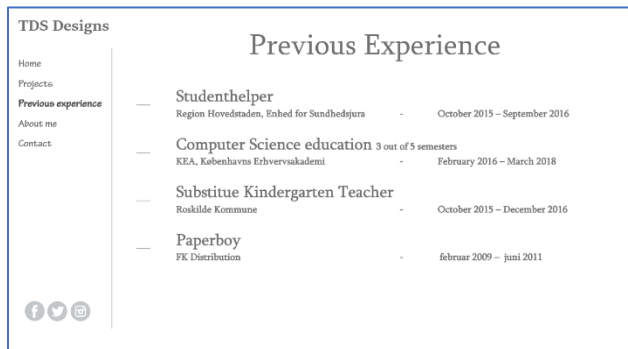 TDS Designs
Previous Experience
Home
Projects
Previous experience
About me
Contact
Studenthelper
Region Hovedstaden, Enhed for Sundhedsjura - October 2015 – September 2016
Computer Science education 3 out of 5 semesters
KEA, Københavns Erhvervsakademi - February 2016 – March 2018
Substitue Kindergarten Teacher
Roskilde Kommune - October 2015 – December 2016
Paperboy
FK Distribution - februar 2009 – juni 2011